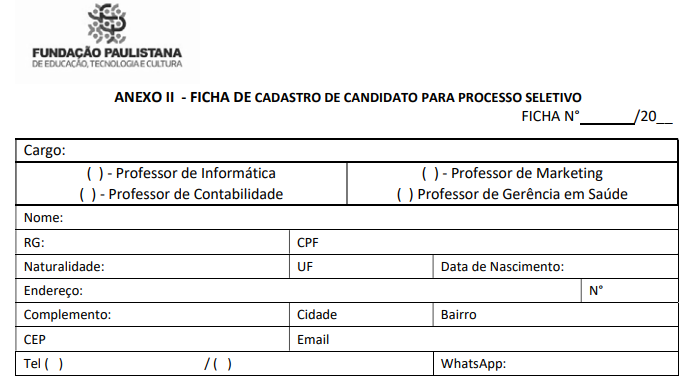 FUNDAÇÃO PAULISTANA
DE EDUCAÇÃO, TECNOLOGIA E CULTURA
ANEXO II - FICHA DE CADASTRO DE CANDIDATO PARA PROCESSO SELETIVO
FICHA N°_______/20__
Cargo:
( ) - Professor de Informática ( ) - Professor de Marketing
( ) - Professor de Contabilidade ( ) Professor de Gerência em Saúde
Nome:
RG: CPF
Naturalidade: UF Data de Nascimento:
Endereço: N°
Complemento: Cidade Bairro
CEP Email
Tel ( ) / ( ) WhatsApp: